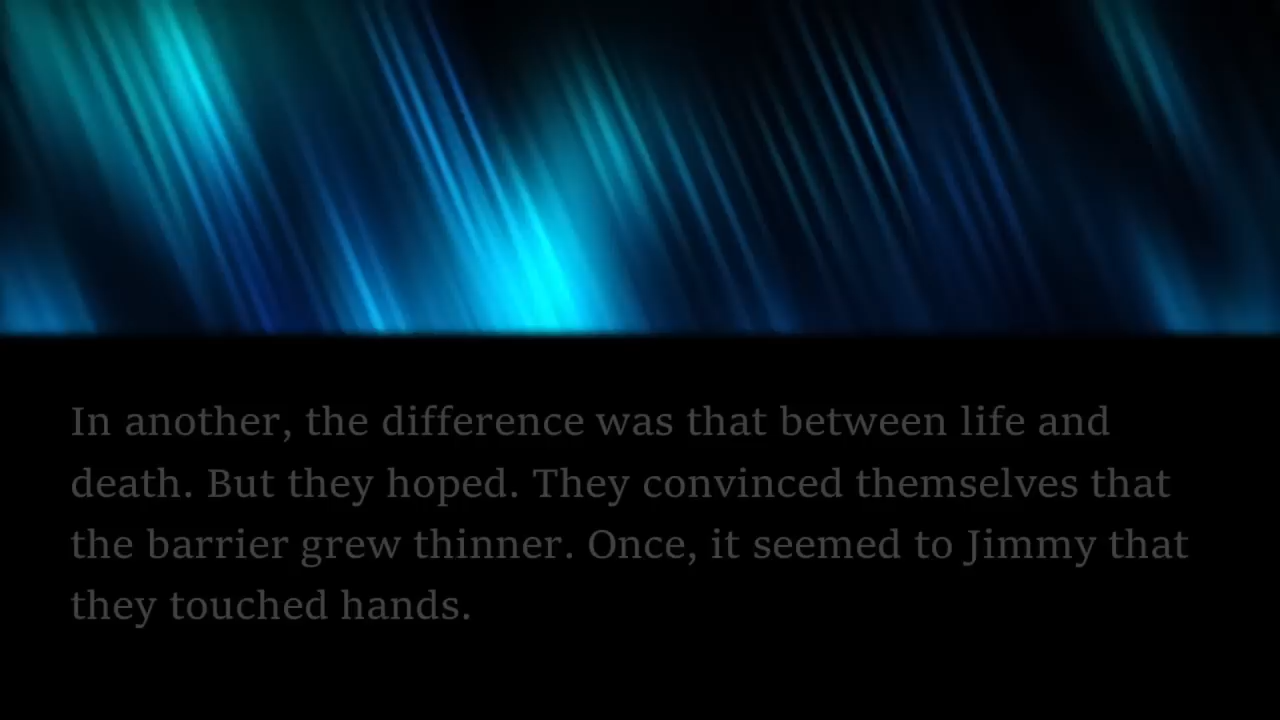 In another, the difference was that between life and
death. But they hoped. They convinced themselves that
the barrier grew thinner. Once, it seemed to Jimmy that
they touched hands.